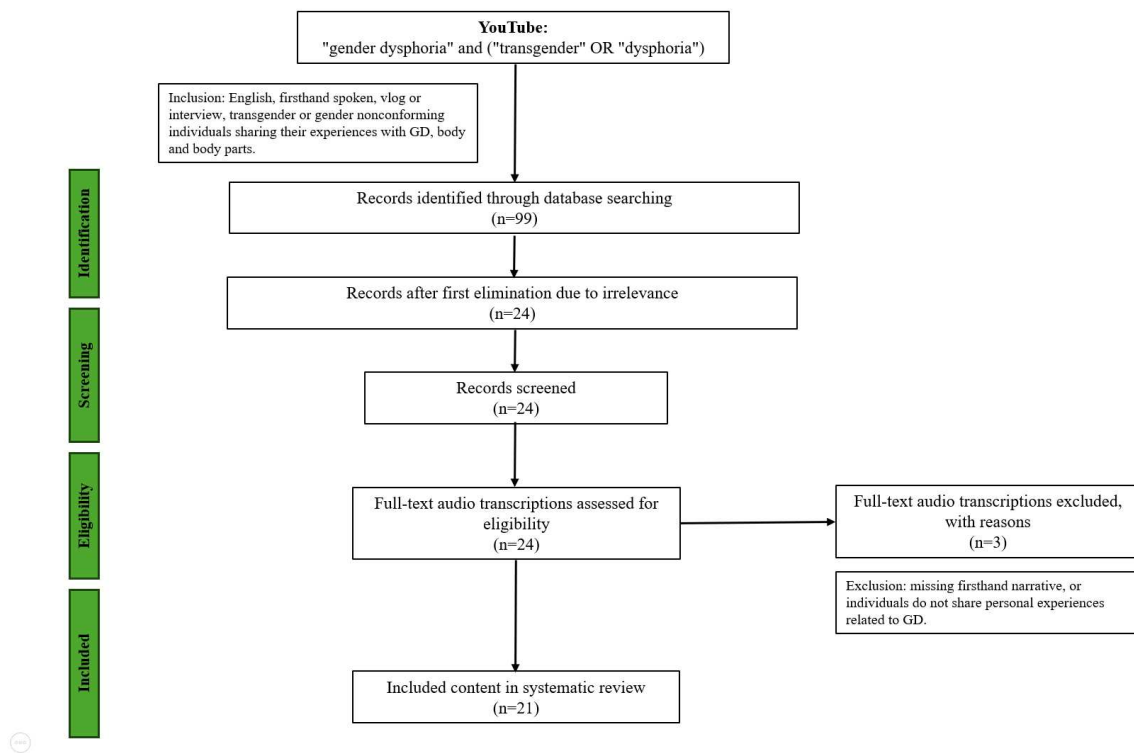 YouTube:
"gender dysphoria" and ("transgender" OR "dysphoria")
Inclusion: English, firsthand spoken, vlog or
interview, transgender or gender nonconforming
individuals sharing their experiences with GD, body
and body parts.
Identification
Records identified through database searching
(n=99)
Records after first elimination due to irrelevance
(n=24)
Screening
Records screened
(n=24)
Eligibility
Full-text audio transcriptions assessed for
eligibility
(n=24)
Full-text audio transcriptions excluded,
with reasons
(n=3)
Exclusion: missing firsthand narrative, or
individuals do not share personal experiences
related to GD.
Included
Included content in systematic review
(n=21)